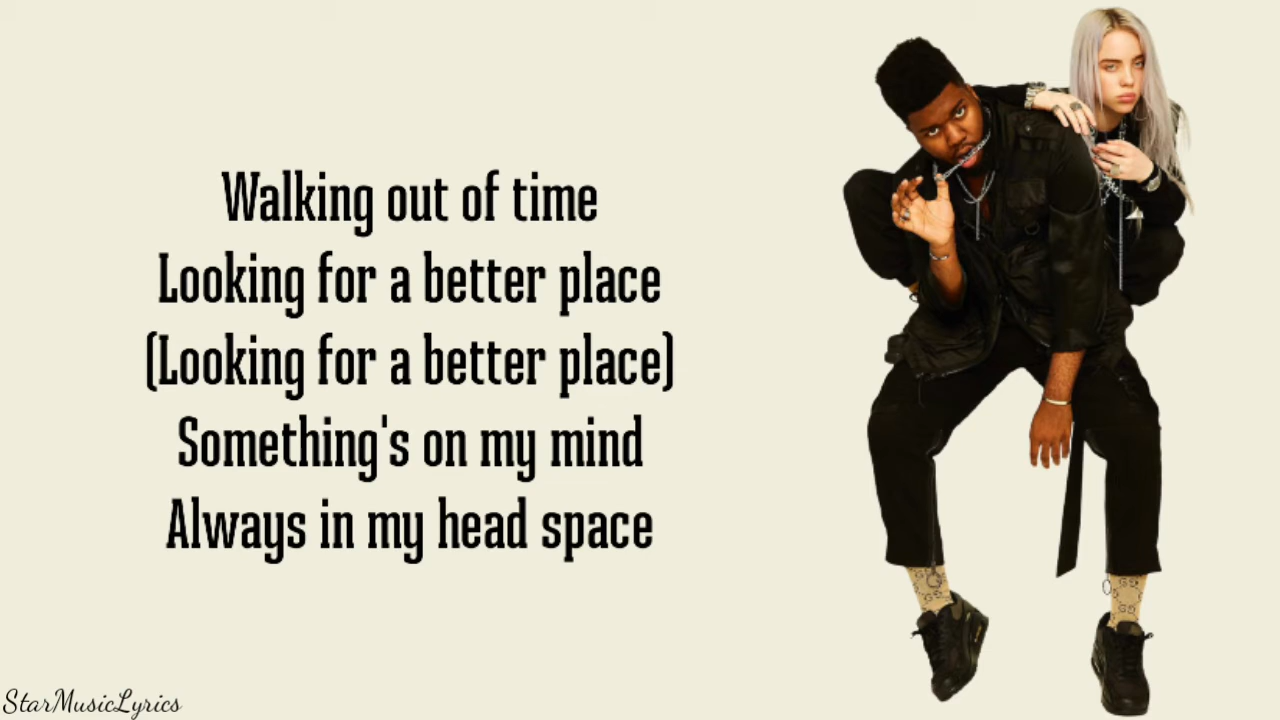 Walking out of time
Looking for a better place
(Looking for a better place)
Something's on my mind
Always in my head space
StarMusicLyrics